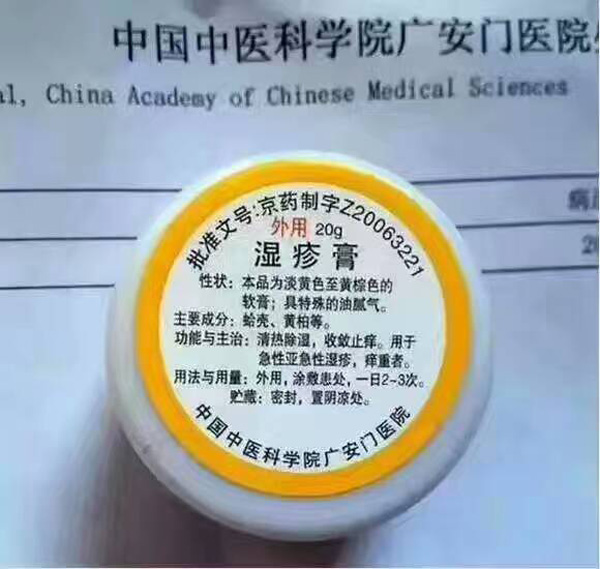 中国中医科学院广安门医院
al, China Academy of Chinese Medical Sciences
批准文号:京药制字Z20063221
外用 20g
湿疹膏
性状：本品为淡黄色至黄棕色的
软膏；具特殊的油腻气。
主要成分：蛤壳、黄柏等。
功能与主治：清热除湿，收敛止痒。用于
急性亚急性湿疹，痒重者。
用法与用量：外用，涂敷患处，一日2~3次。
贮藏：密封，置阴凉处。
中国中医科学院广安门医院
病
20